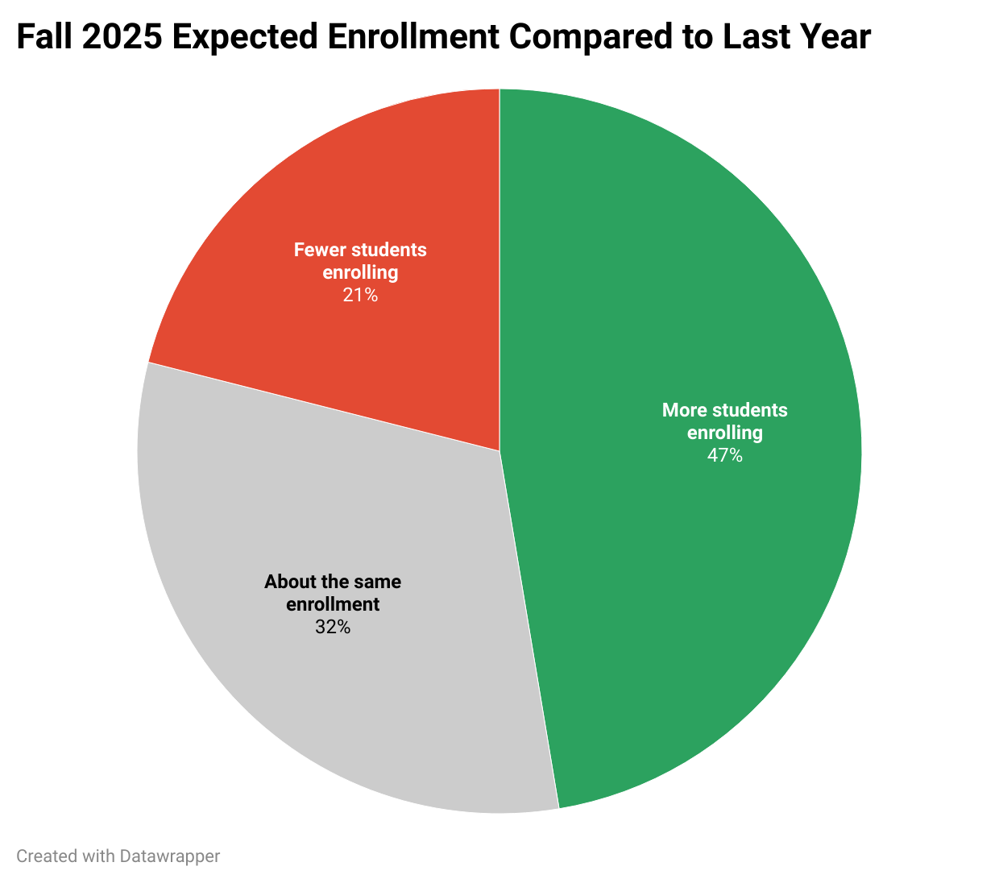 Fall 2025 Expected Enrollment Compared to Last Year
Fewer students
enrolling
21%
More students
enrolling
47%
About the same
enrollment
32%
Created with Datawrapper